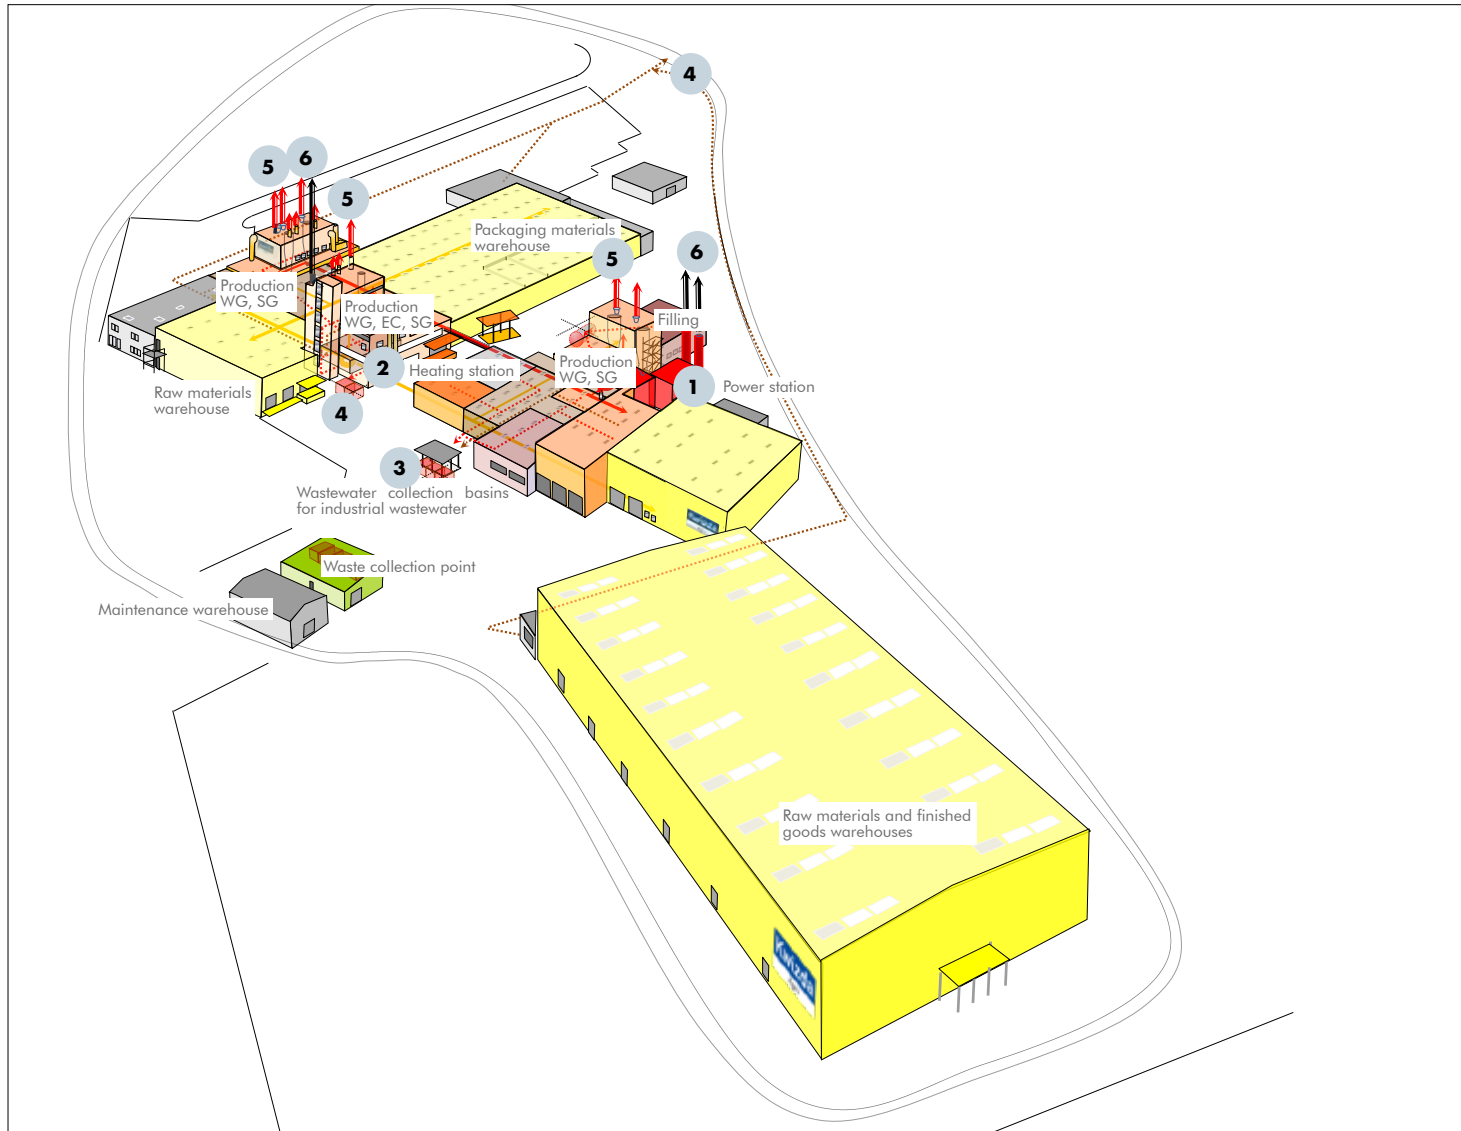 4
6
5
5
Packaging materials
warehouse
6
5
Production
WG, SG
Production
WG, EC, SG
Filling
2
Heating station
Production
WG, SG
1
Power station
Raw materials
warehouse
4
3
Wastewater collection basins
for industrial wastewater
Waste collection point
Maintenance warehouse
Raw materials and finished
goods warehouses
Kwizda